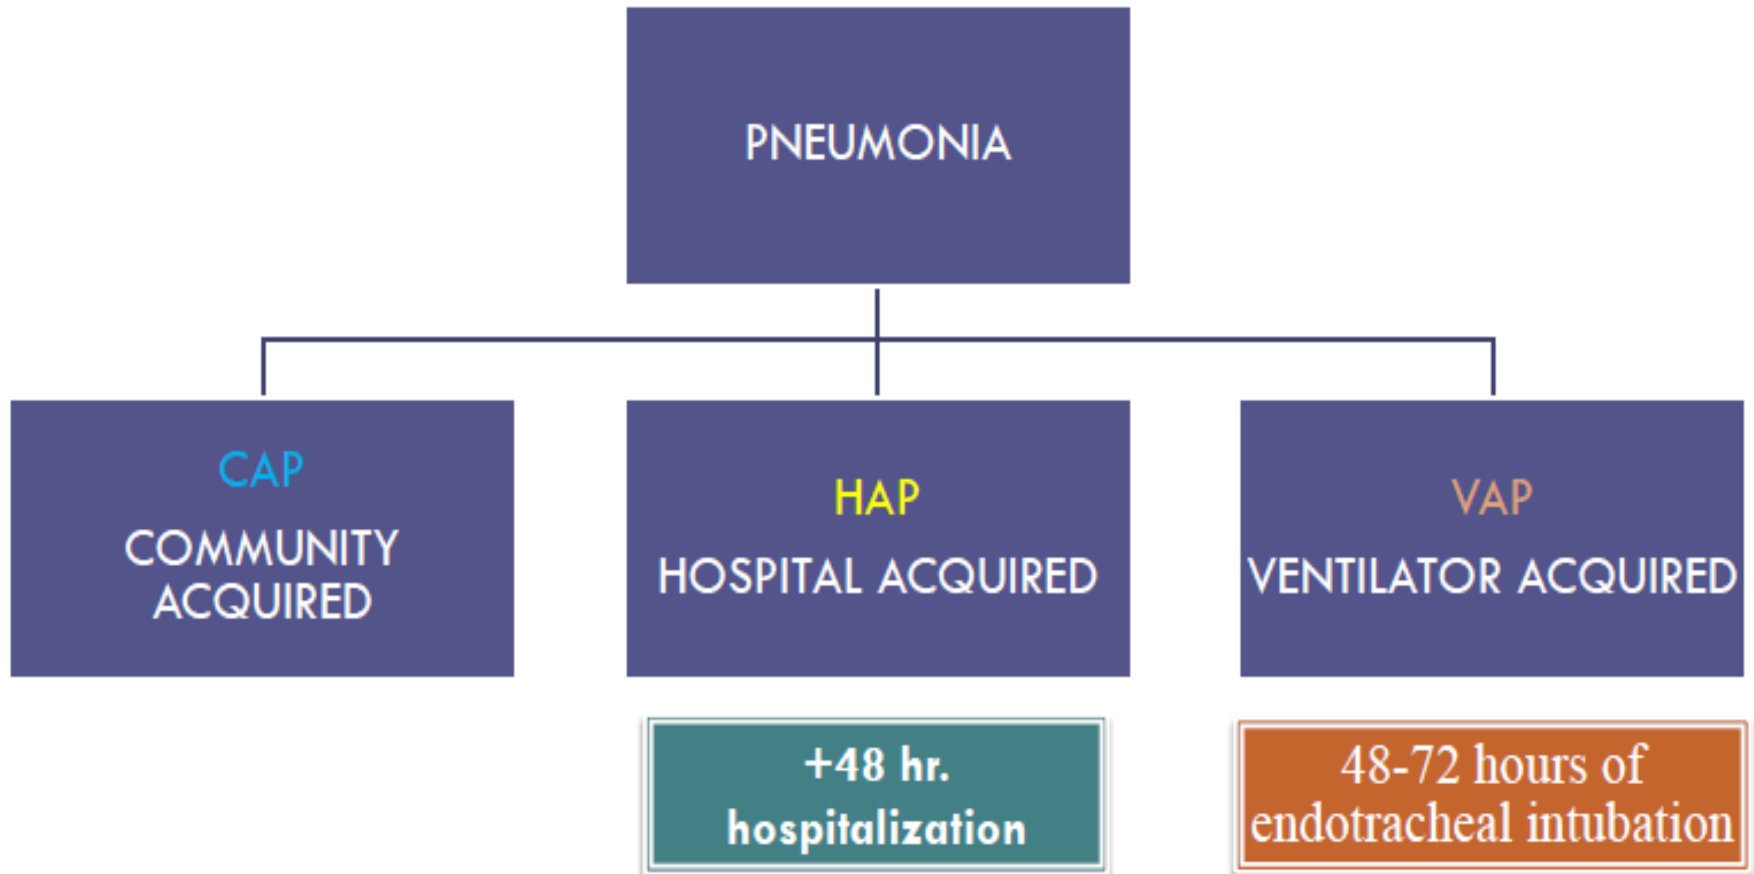 PNEUMONIA
CAP
COMMUNITY
ACQUIRED
HAP
HOSPITAL ACQUIRED
VAP
VENTILATOR ACQUIRED
+48 hr.
hospitalization
48-72 hours of
endotracheal intubation